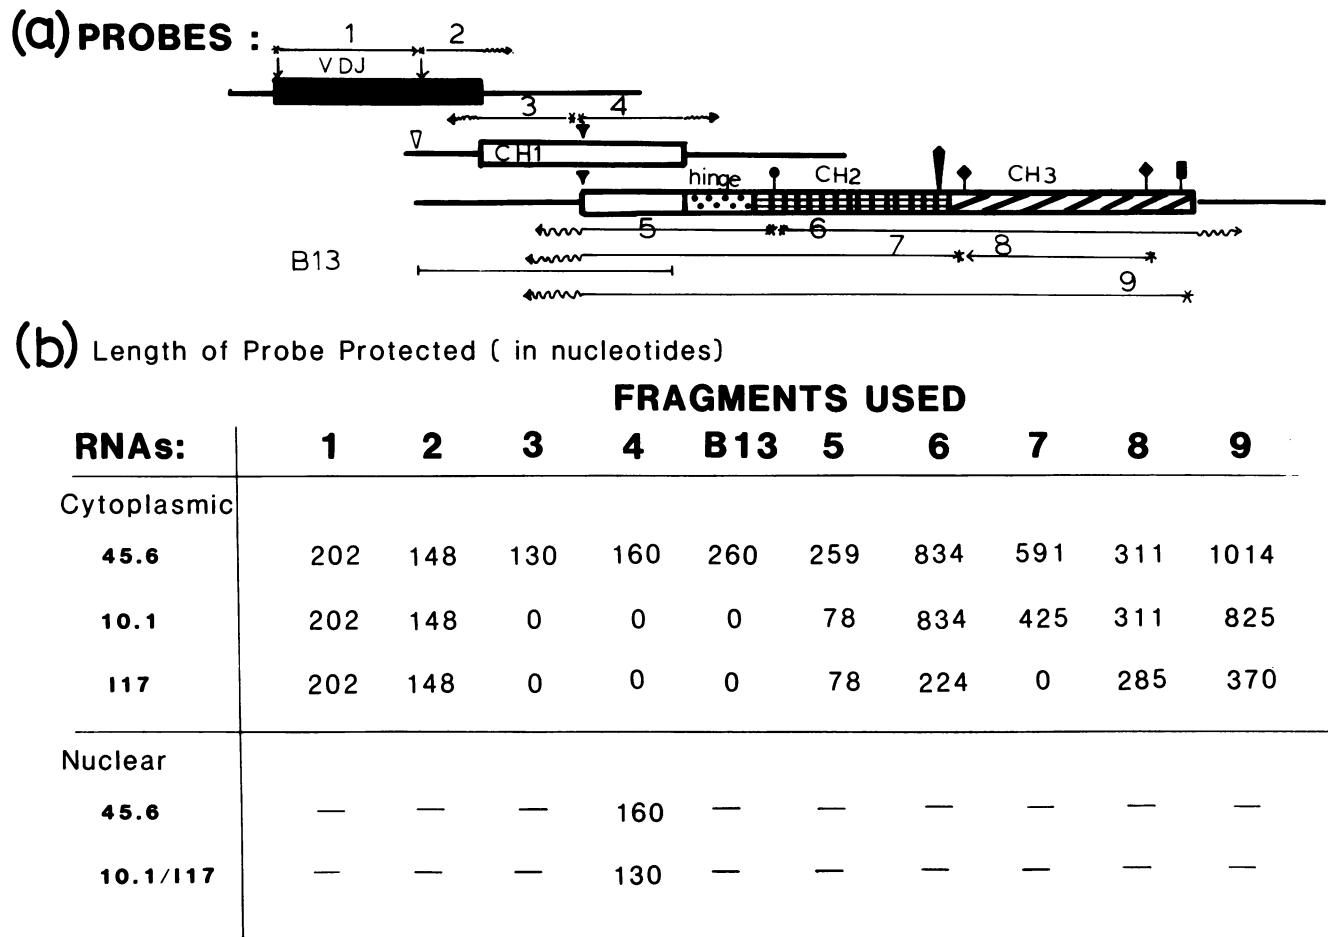 (a) PROBES :
1 2
VDJ
3 4
CH1
hinge CH2 CH3
5 6
7 8
B13
9
(b) Length of Probe Protected ( in nucleotides)
FRAGMENTS USED
RNAs: 1 2 3 4 B13 5 6 7 8 9
Cytoplasmic
45.6 202 148 130 160 260 259 834 591 311 1014
10.1 202 148 0 0 0 78 834 425 311 825
I17 202 148 0 0 0 78 224 0 285 370
Nuclear
45.6 — — — 160 — — — — — —
10.1/I17 — — — 130 — — — — — —